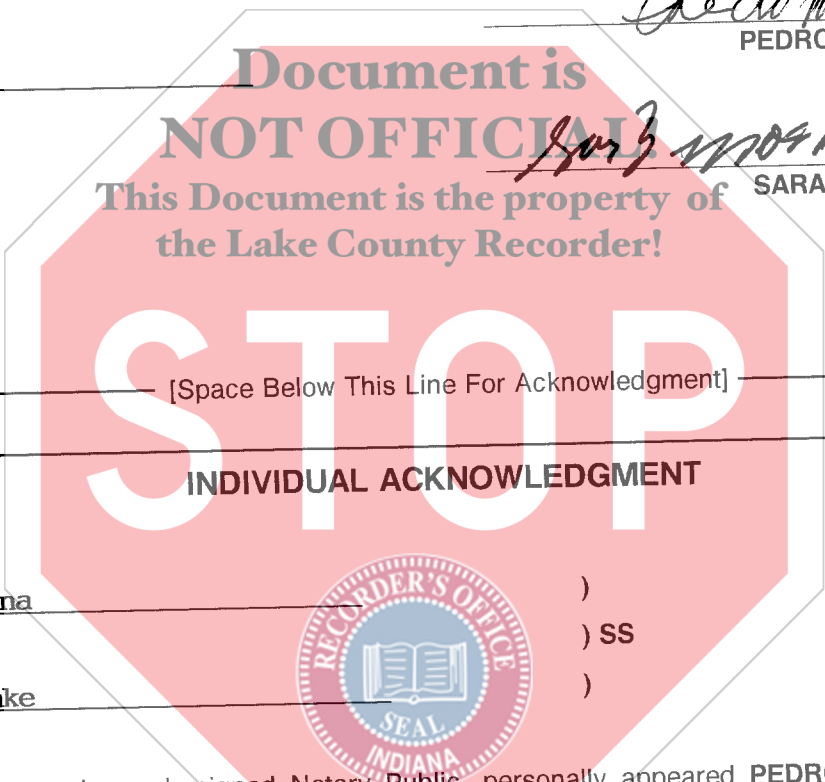 PEDRO
Document is
NOT OFFICIAL!
SARA
This Document is the property of
the Lake County Recorder!
STOP
[Space Below This Line For Acknowledgment]
INDIVIDUAL ACKNOWLEDGMENT
na )
) SS
ke )
RECORDER'S OFFICE
SEAL
INDIANA
Notary Public, personally appeared PEDRO